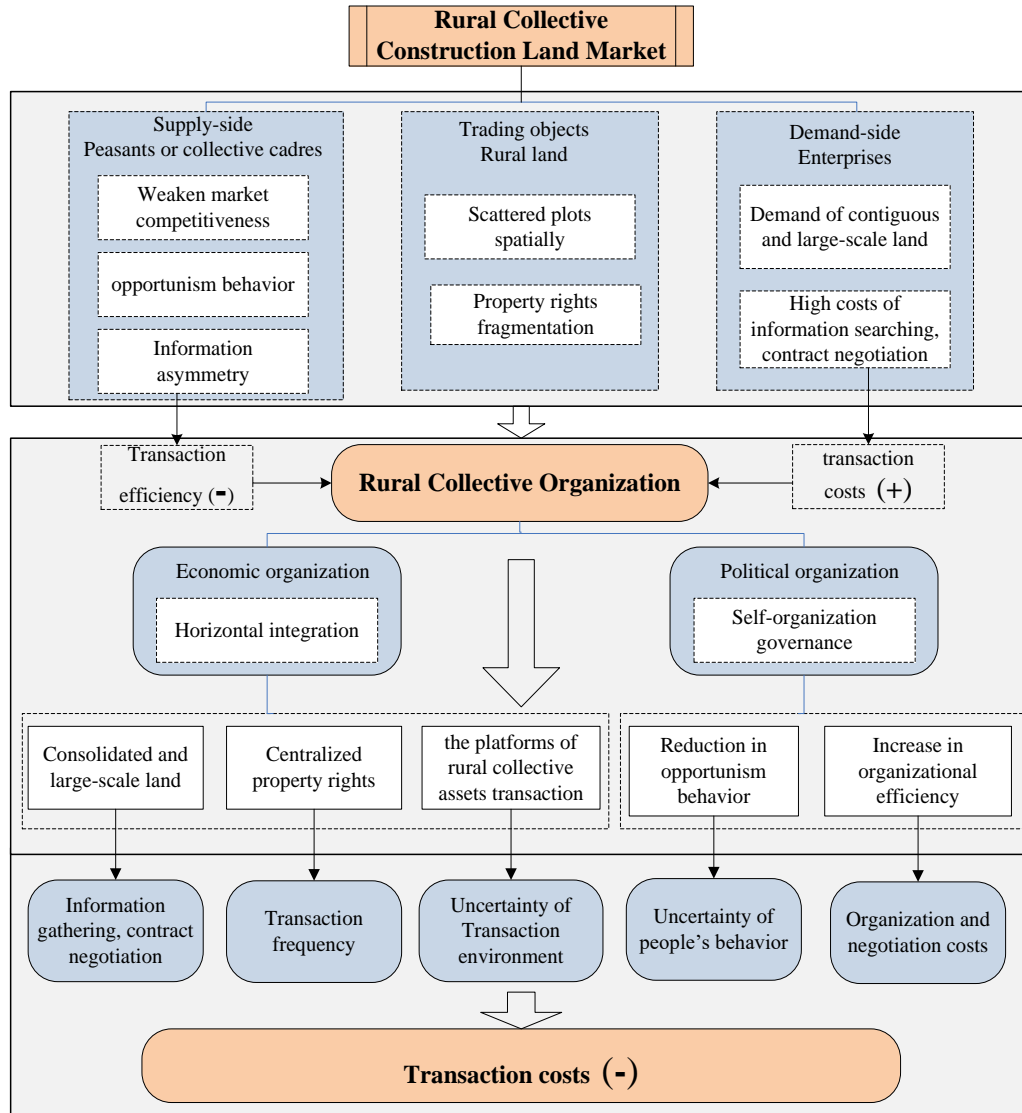 Rural Collective
Construction Land Market
Supply-side
Peasants or collective cadres
Weaken market
competitiveness
opportunism behavior
Information
asymmetry
Trading objects
Rural land
Scattered plots
spatially
Property rights
fragmentation
Demand-side
Enterprises
Demand of contiguous
and large-scale land
High costs of
information searching,
contract negotiation
Transaction
efficiency (-)
Rural Collective Organization
transaction
costs (+)
Economic organization
Horizontal integration
Political organization
Self-organization
governance
Consolidated and
large-scale land
Centralized
property rights
the platforms of
rural collective
assets transaction
Reduction in
opportunism
behavior
Increase in
organizational
efficiency
Information
gathering, contract
negotiation
Transaction
frequency
Uncertainty of
Transaction
environment
Uncertainty of
people’s behavior
Organization and
negotiation costs
Transaction costs (-)